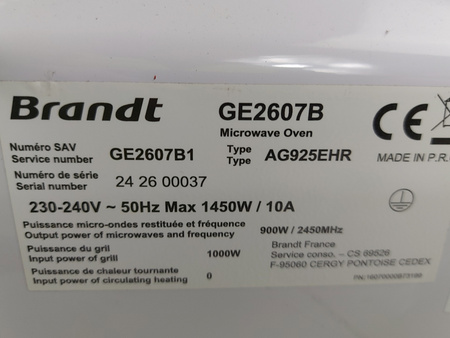 Brandt GE2607B CE
Microwave Oven
Numéro SAV
Service number GE2607B1 Type
Type AG925EHR MADE IN P.R.
Numéro de série
Serial number 24 26 00037
230-240V ~ 50Hz Max 1450W / 10A
Puissance micro-ondes restituée et fréquence
Output power of microwaves and frequency 900W / 2450MHz
Puissance du gril
Input power of grill 1000W
Brandt France
Service conso. – CS 89526
F-95060 CERGY PONTOISE CEDEX
Puissance de chaleur tournante
Input power of circulating heating 0